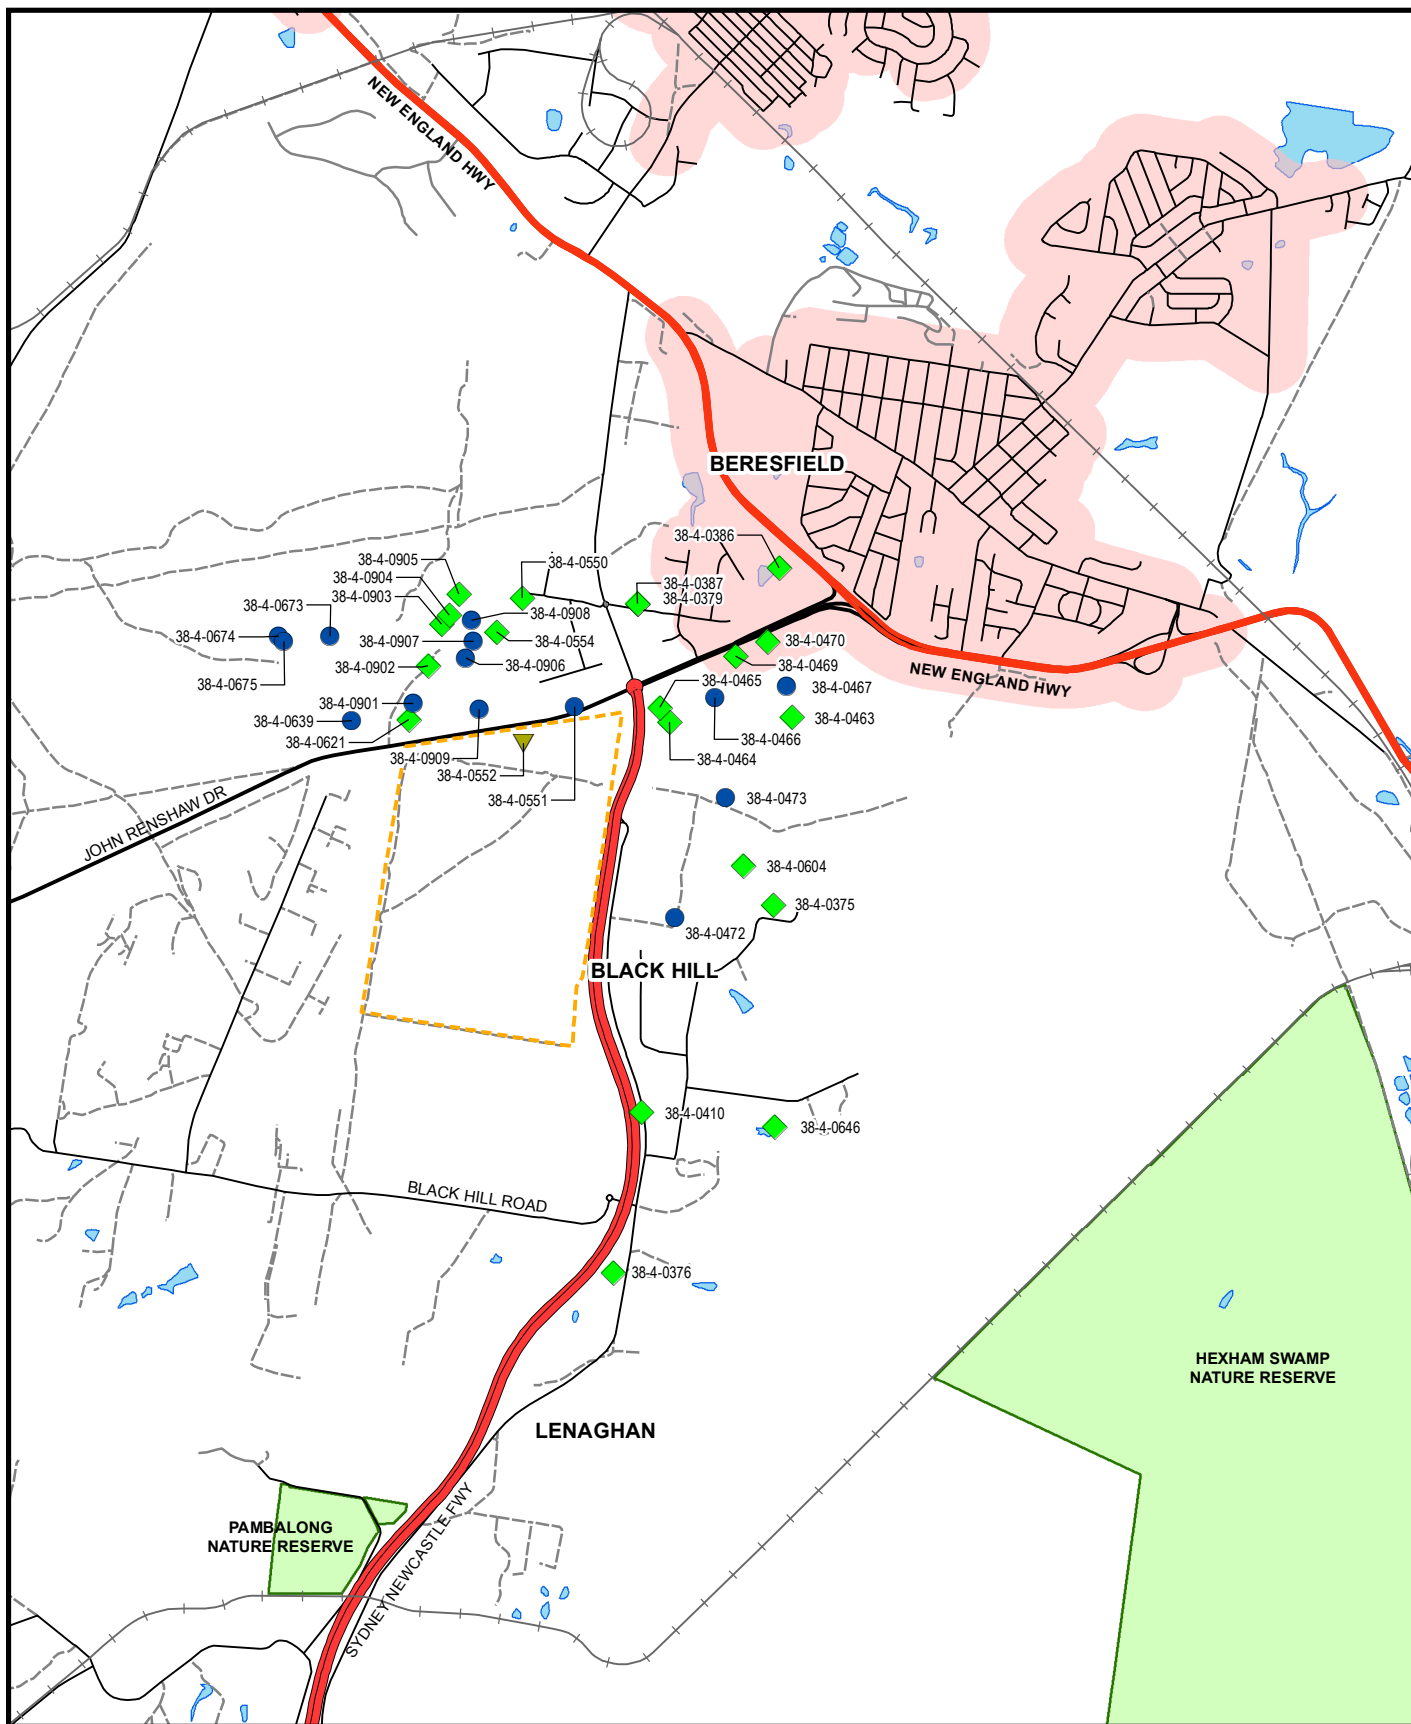 NEW ENGLAND HWY
BERESFIELD
38-4-0386
38-4-0905
38-4-0550
38-4-0904
38-4-0387
38-4-0903
38-4-0379
38-4-0673
38-4-0908
38-4-0674
38-4-0907
38-4-0554
38-4-0470
38-4-0902
38-4-0906
38-4-0469
38-4-0675
38-4-0465
NEW ENGLAND HWY
38-4-0467
38-4-0901
38-4-0639
38-4-0463
38-4-0621
38-4-0466
38-4-0909
38-4-0464
38-4-0552
38-4-0551
38-4-0473
JOHN RENSHAW DR
38-4-0604
38-4-0375
38-4-0472
BLACK HILL
38-4-0410
38-4-0646
BLACK HILL ROAD
38-4-0376
HEXHAM SWAMP
NATURE RESERVE
LENAGHAN
PAMBALONG
NATURE RESERVE
SYDNEY NEWCASTLE FWY